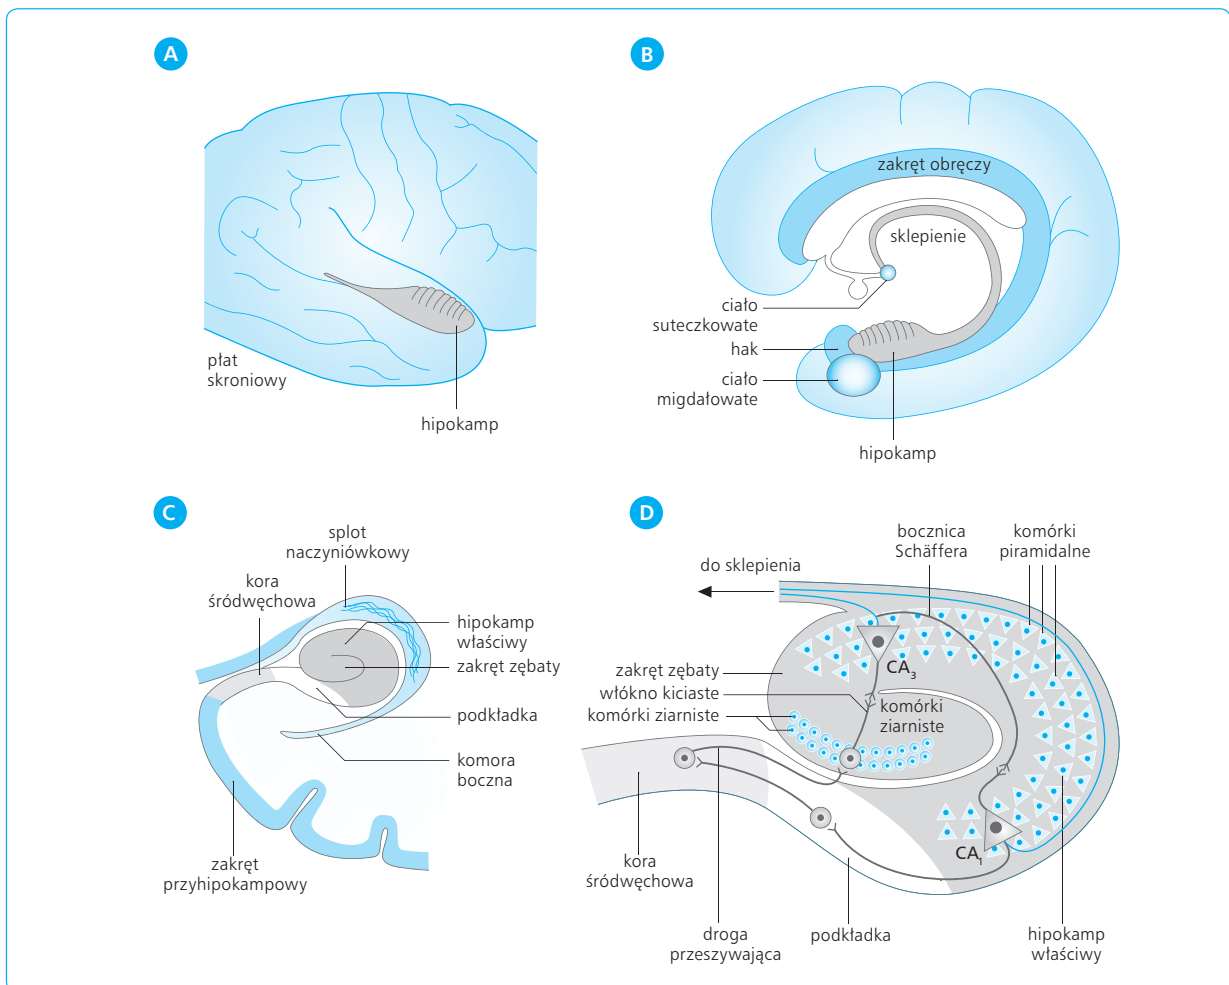 A
płat
skroniowy
hipokamp
B
zakręt obręczy
sklepienie
ciało
suteczkowate
hak
ciało
migdałowate
hipokamp
C
splot
naczyniówkowy
kora
śródwęchowa
hipokamp
właściwy
zakręt zębaty
podkładka
komora
boczna
zakręt
przyhipokampowy
D
bocznica
Schäffera
komórki
piramidalne
do sklepienia
zakręt zębaty
włókno kiciaste
komórki ziarniste
CA3
komórki
ziarniste
CA1
kora
śródwęchowa
droga
przeszywająca
podkładka
hipokamp
właściwy